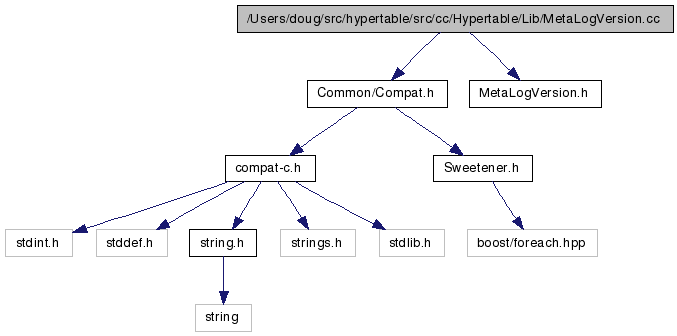 /Users/doug/src/hypertable/src/cc/Hypertable/Lib/MetaLogVersion.cc
Common/Compat.h
MetaLogVersion.h
compat-c.h
Sweetener.h
stdint.h
stddef.h
string.h
strings.h
stdlib.h
boost/foreach.hpp
string